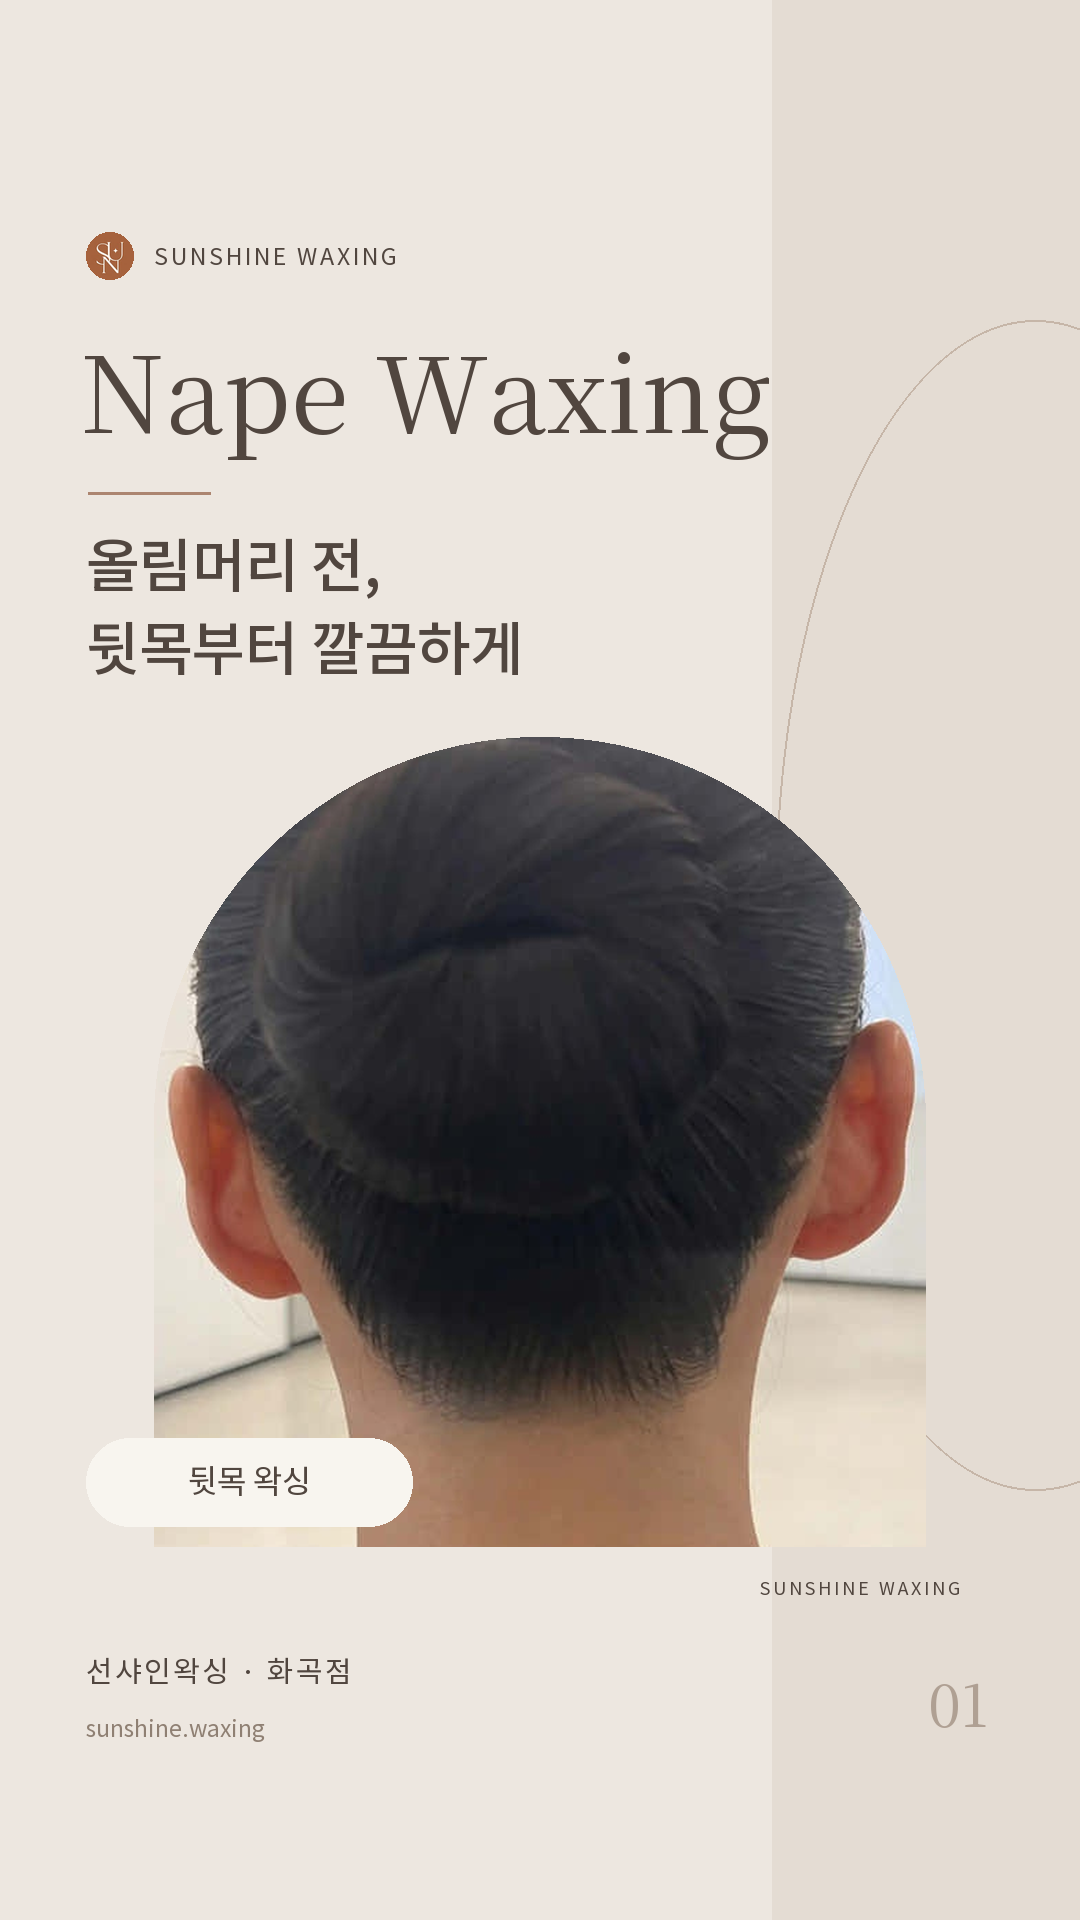 SUN
SUNSHINE WAXING
Nape Waxing
올림머리 전,
뒷목부터 깔끔하게
뒷목 왁싱
SUNSHINE WAXING
선샤인왁싱 · 화곡점
sunshine.waxing
01